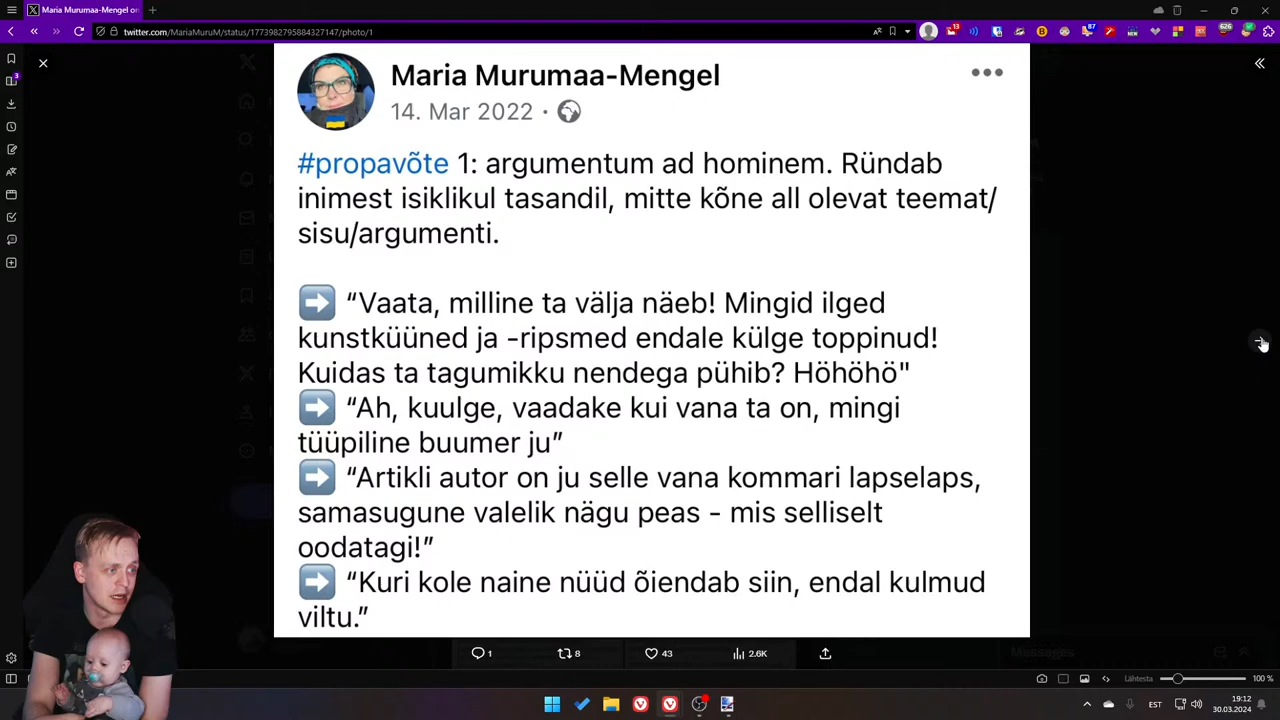 Maria Murumaa-Mengel on
twitter.com/MariaMuruM/status/1773982795884327147/photo/1
13
87
626
3
Maria Murumaa-Mengel
14. Mar 2022 ·
#propavõte 1: argumentum ad hominem. Ründab
inimest isiklikul tasandil, mitte kõne all olevat teemat/
sisu/argumenti.
➡️ “Vaata, milline ta välja näeb! Mingid ilged
kunstküüned ja -ripsmed endale külge toppinud!
Kuidas ta tagumikku nendega pühib? Höhöhö"
➡️ “Ah, kuulge, vaadake kui vana ta on, mingi
tüüpiline buumer ju”
➡️ “Artikli autor on ju selle vana kommari lapselaps,
samasugune valelik nägu peas - mis selliselt
oodatagi!”
➡️ “Kuri kole naine nüüd õiendab siin, endal kulmud
viltu.”
1
8
43
2.6K
Messages
Lähtesta
100 %
EST
19:12
30.03.2024